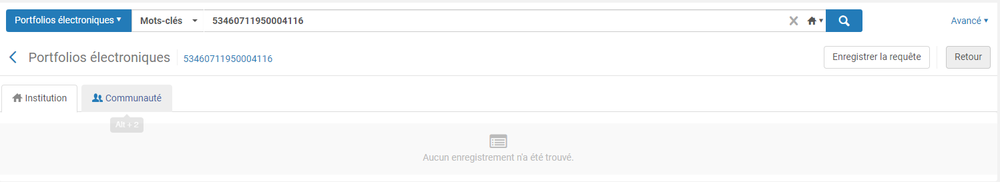 Portfolios électroniques Mots-clés 53460711950004116 Avancé
Portfolios électroniques 53460711950004116 Enregistrer la requête Retour
Institution Communauté
Alt + 2
Aucun enregistrement n'a été trouvé.